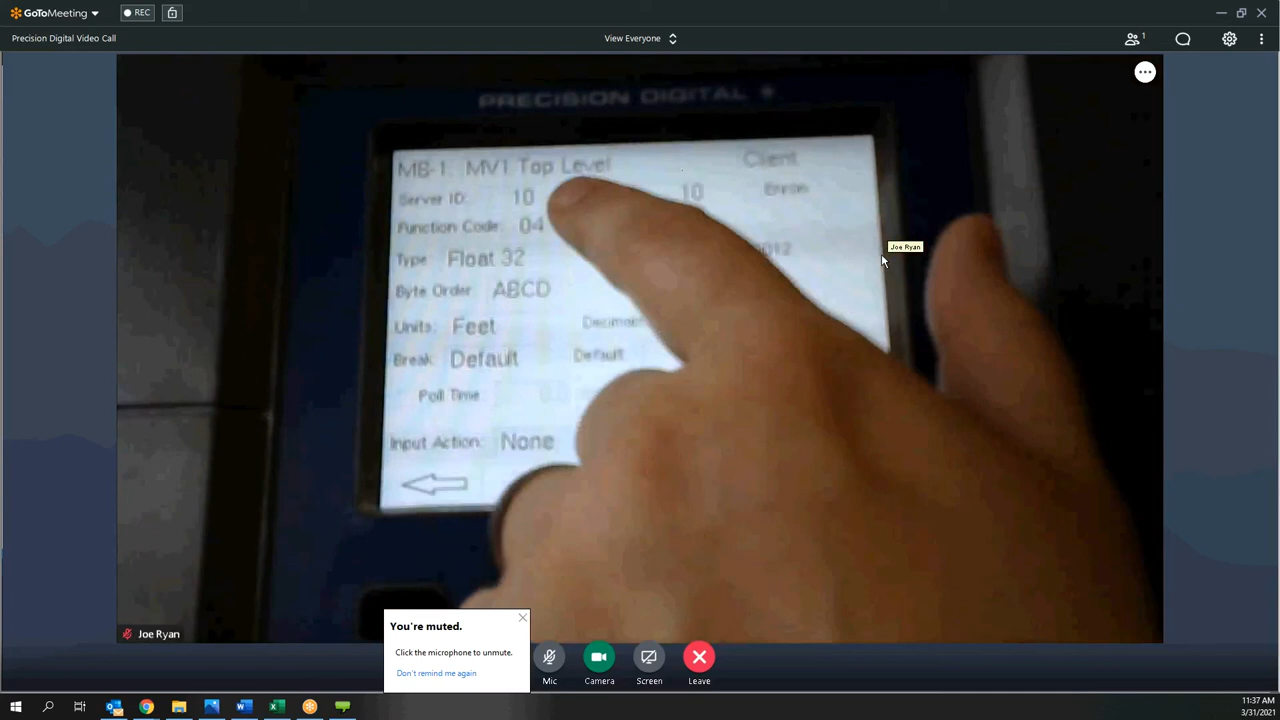 GoToMeeting
REC
Precision Digital Video Call
View Everyone
1
PRECISION DIGITAL
MB-1: MV1 Top Level
Client
Server ID: 10
10
Error
Function Code: 04
Type Float 32
Byte Order ABCD
Units: Feet
Break: Default
Default
Poll Time
Input Action: None
Joe Ryan
Joe Ryan
You're muted.
Click the microphone to unmute.
Don't remind me again
Mic
Camera
Screen
Leave
11:37 AM
3/31/2021